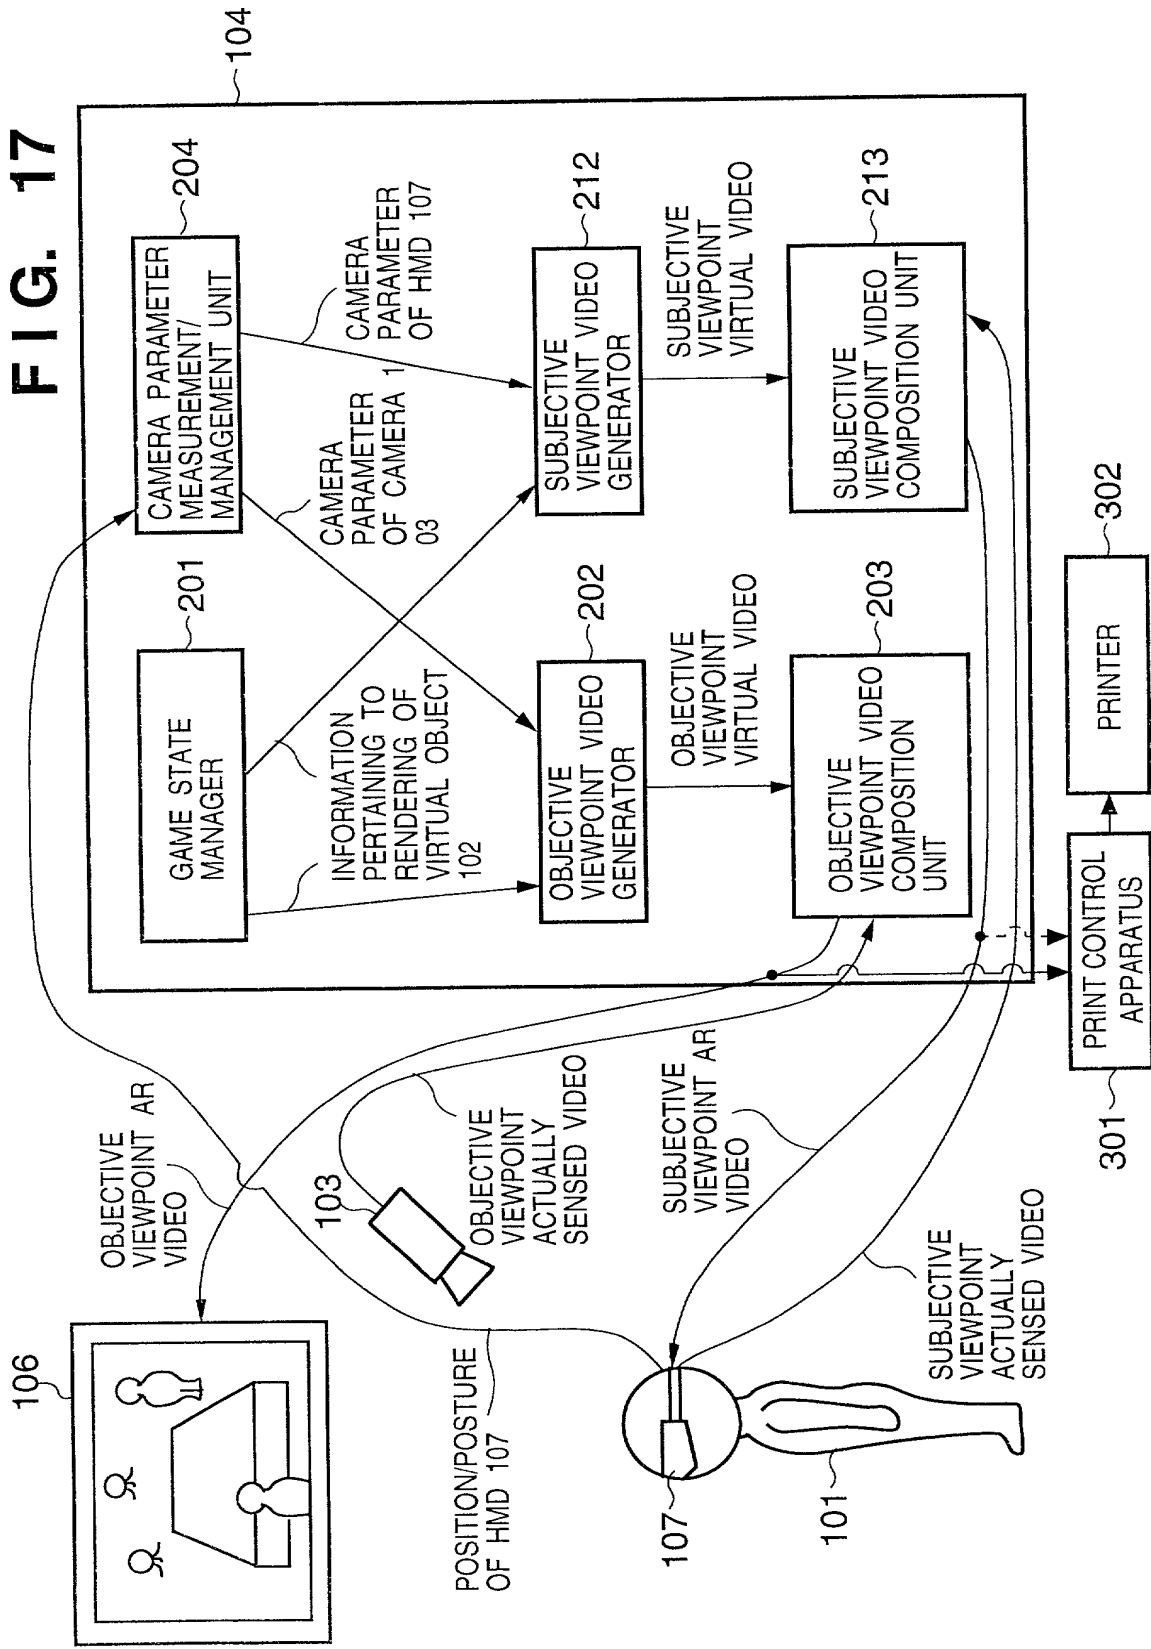 FIG. 17
104
204
CAMERA PARAMETER
MEASUREMENT/
MANAGEMENT UNIT
201
GAME STATE
MANAGER
CAMERA
PARAMETER
OF HMD 107
CAMERA
PARAMETER
OF CAMERA 1
03
INFORMATION
PERTAINING TO
RENDERING OF
VIRTUAL OBJECT
102
212
SUBJECTIVE
VIEWPOINT VIDEO
GENERATOR
202
OBJECTIVE
VIEWPOINT VIDEO
GENERATOR
SUBJECTIVE
VIEWPOINT
VIRTUAL VIDEO
OBJECTIVE
VIEWPOINT
VIRTUAL VIDEO
213
SUBJECTIVE
VIEWPOINT VIDEO
COMPOSITION UNIT
203
OBJECTIVE
VIEWPOINT VIDEO
COMPOSITION
UNIT
302
PRINTER
PRINT CONTROL
APPARATUS
301
106
OBJECTIVE
VIEWPOINT AR
VIDEO
103
OBJECTIVE
VIEWPOINT
ACTUALLY
SENSED VIDEO
SUBJECTIVE
VIEWPOINT AR
VIDEO
POSITION/POSTURE
OF HMD 107
107
101
SUBJECTIVE
VIEWPOINT
ACTUALLY
SENSED VIDEO